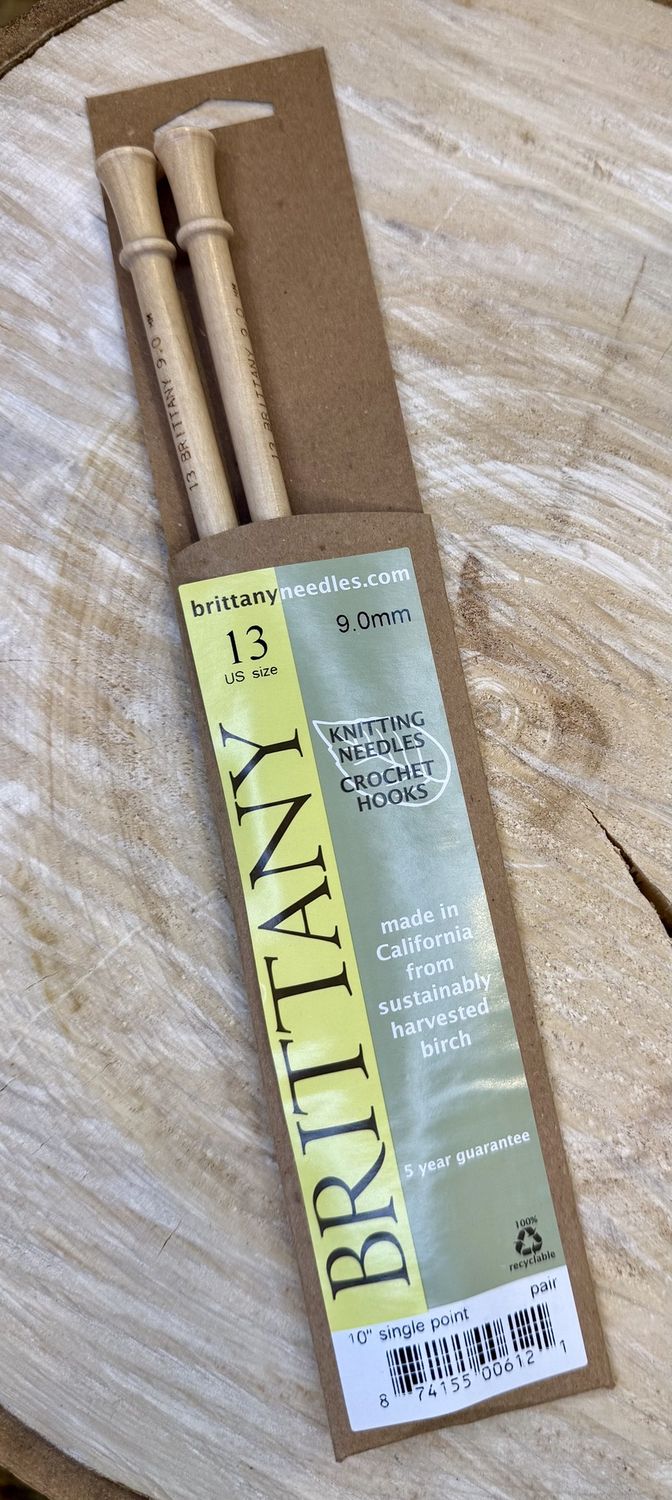 13 BRITTANY 9.0 MM
13 BRITTANY 9.0 MM
brittanyneedles.com
13
US size
9.0mm
BRITTANY
KNITTING
NEEDLES
CROCHET
HOOKS
made in
California
from
sustainably
harvested
birch
5 year guarantee
100%
recyclable
10" single point
pair
8 74155 00612 1